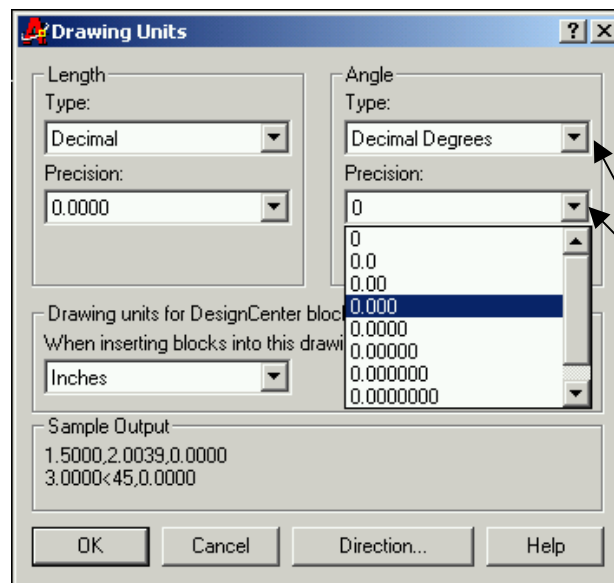 Drawing Units
Length
Type:
Decimal
Precision:
0.0000
Angle
Type:
Decimal Degrees
Precision:
0
0
0.0
0.00
0.000
0.0000
0.00000
0.000000
0.0000000
Drawing units for DesignCenter bloc
When inserting blocks into this drawi
Inches
Sample Output
1.5000,2.0039,0.0000
3.0000<45,0.0000
OK
Cancel
Direction...
Help